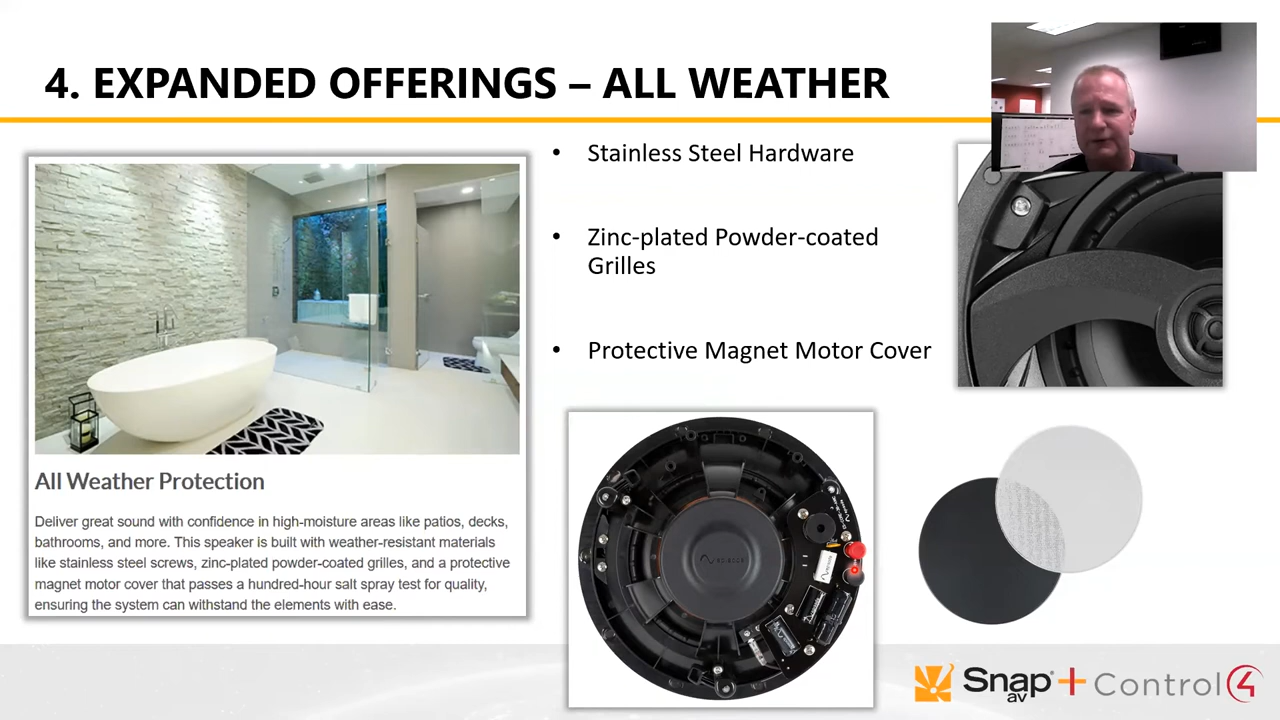 4. EXPANDED OFFERINGS – ALL WEATHER
• Stainless Steel Hardware
• Zinc-plated Powder-coated
Grilles
• Protective Magnet Motor Cover
All Weather Protection
Deliver great sound with confidence in high-moisture areas like patios, decks,
bathrooms, and more. This speaker is built with weather-resistant materials
like stainless steel screws, zinc-plated powder-coated grilles, and a protective
magnet motor cover that passes a hundred-hour salt spray test for quality,
ensuring the system can withstand the elements with ease.
Snap av + Control 4